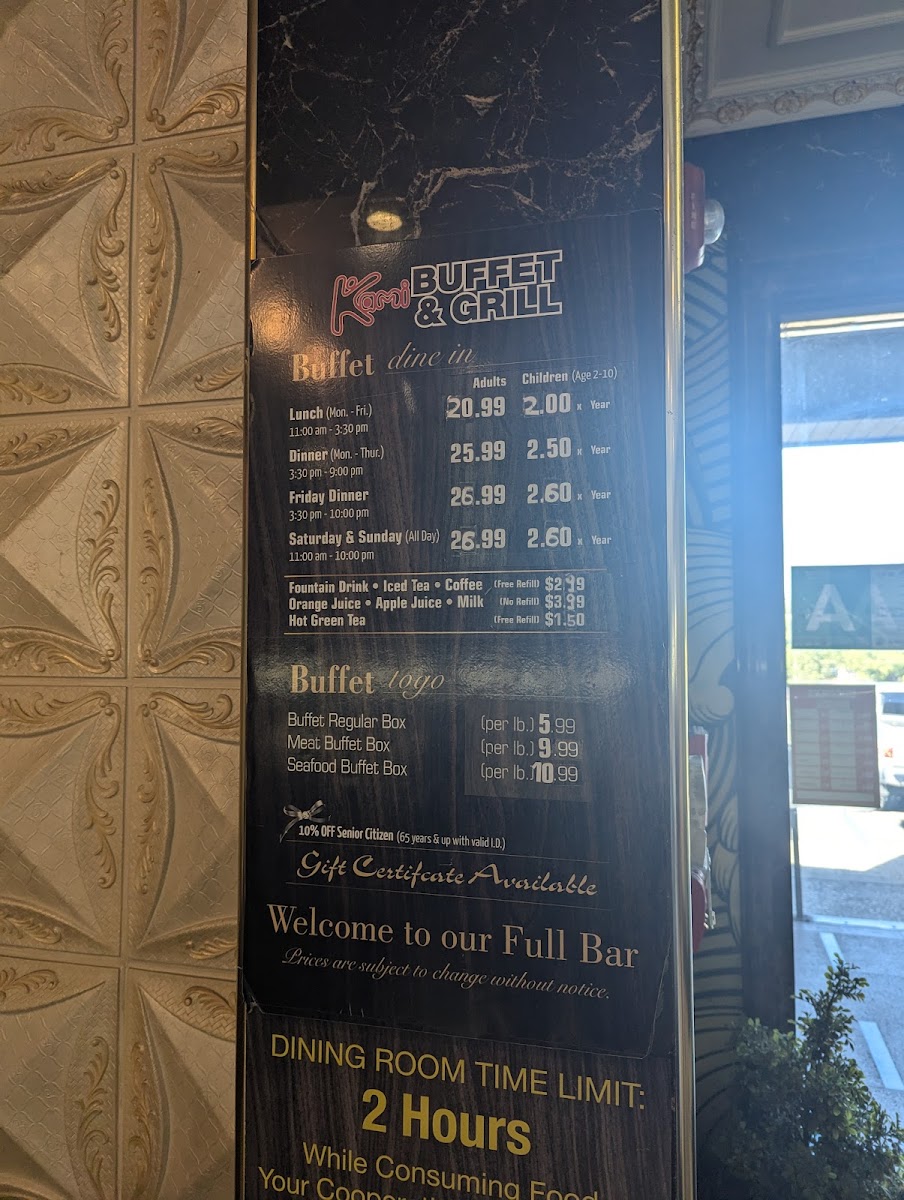 Kami BUFFET
& GRILL
Buffet dine in
Adults Children (Age 2-10)
Lunch (Mon. - Fri.) 20.99 2.00 x Year
11:00 am - 3:30 pm
Dinner (Mon. - Thur.) 25.99 2.50 x Year
3:30 pm - 9:00 pm
Friday Dinner 26.99 2.60 x Year
3:30 pm - 10:00 pm
Saturday & Sunday (All Day) 26.99 2.60 x Year
11:00 am - 10:00 pm
Fountain Drink • Iced Tea • Coffee (Free Refill) $2.99
Orange Juice • Apple Juice • Milk (No Refill) $3.99
Hot Green Tea (Free Refill) $1.50
Buffet togo
Buffet Regular Box (per lb.) 5.99
Meat Buffet Box (per lb.) 9.99
Seafood Buffet Box (per lb.) 10.99
10% OFF Senior Citizen (65 years & up with valid I.D.)
Gift Certifcate Available
Welcome to our Full Bar
Prices are subject to change without notice.
DINING ROOM TIME LIMIT:
2 Hours
While Consuming Food
Your